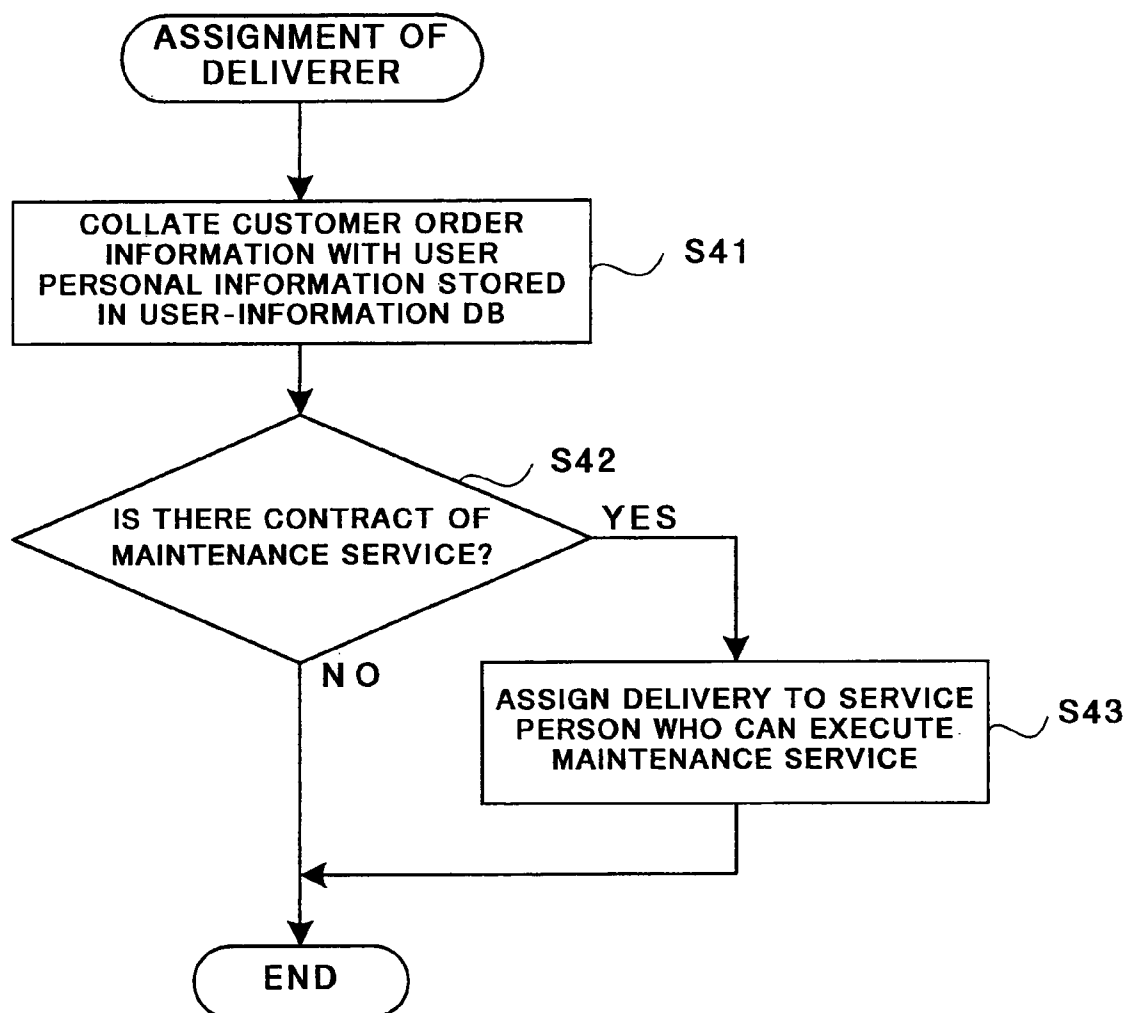 ASSIGNMENT OF
DELIVERER
COLLATE CUSTOMER ORDER
INFORMATION WITH USER
PERSONAL INFORMATION STORED
IN USER-INFORMATION DB
S41
S42
IS THERE CONTRACT OF
MAINTENANCE SERVICE?
YES
NO
ASSIGN DELIVERY TO SERVICE
PERSON WHO CAN EXECUTE
MAINTENANCE SERVICE
S43
END